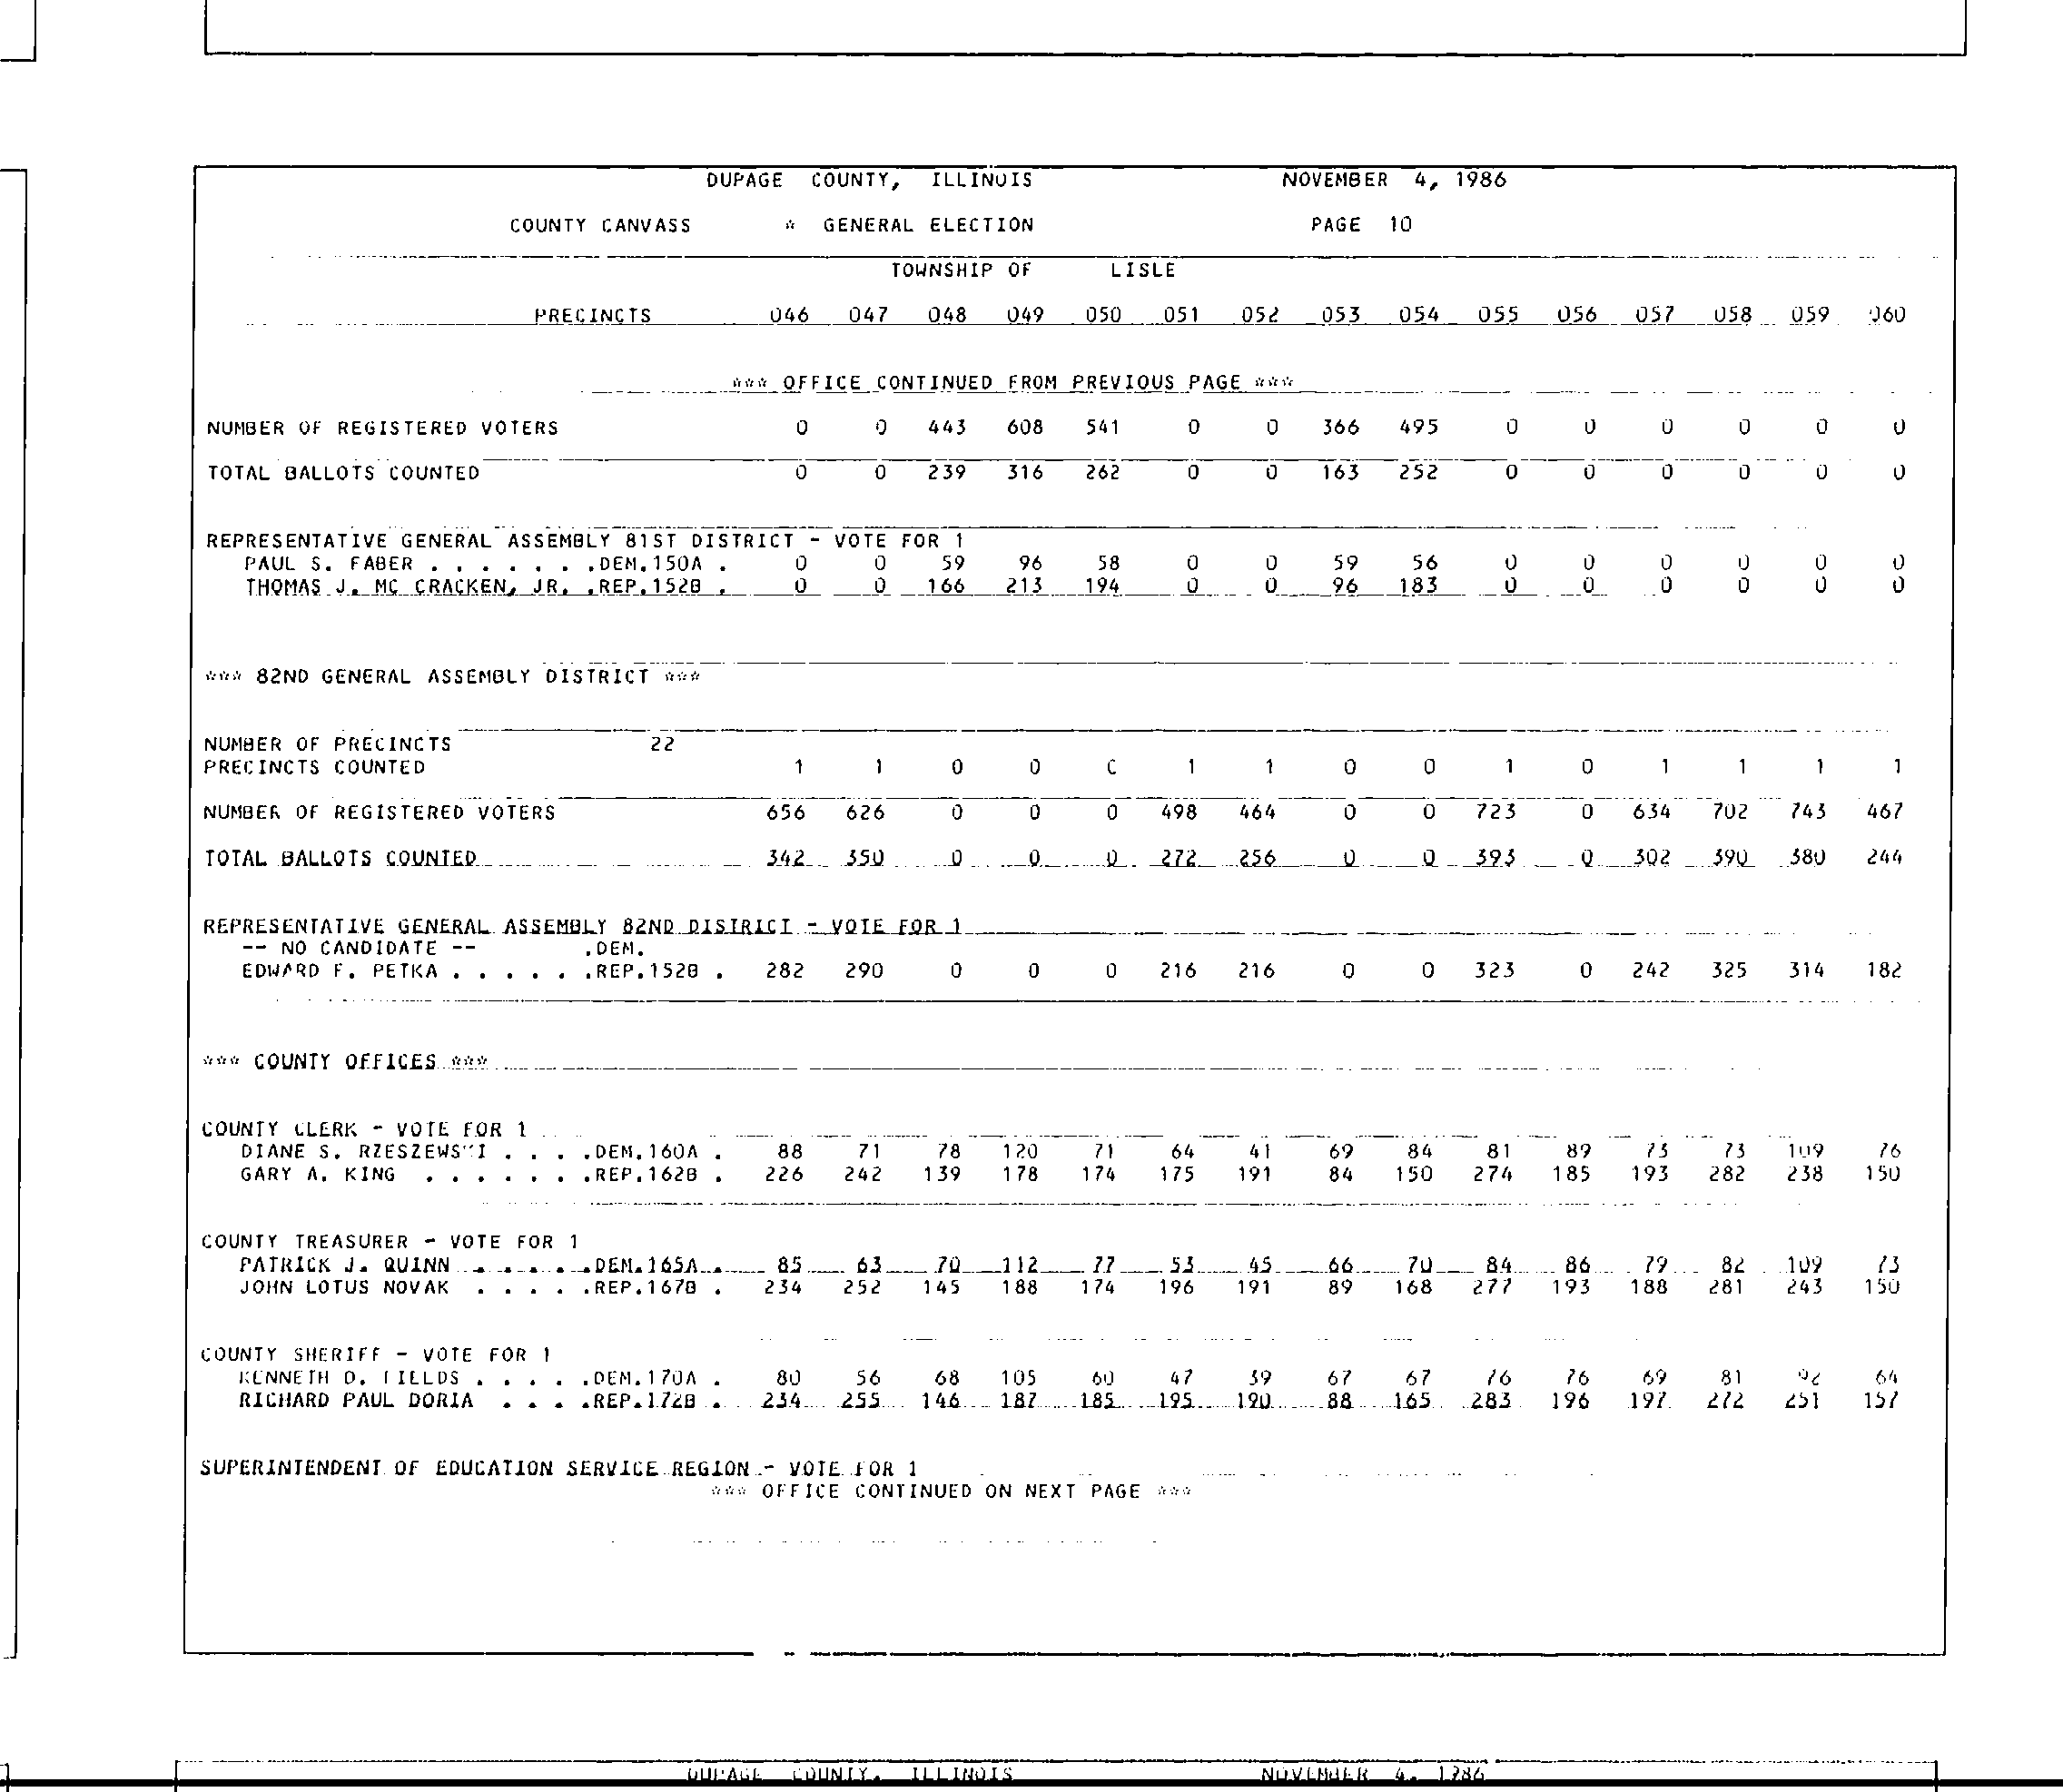 DUPAGE COUNTY, ILLINOIS NOVEMBER 4, 1986
COUNTY CANVASS * GENERAL ELECTION PAGE 10
TOWNSHIP OF LISLE
PRECINCTS 046 047 048 049 050 051 052 053 054 055 056 057 058 059 060
*** OFFICE CONTINUED FROM PREVIOUS PAGE ***
NUMBER OF REGISTERED VOTERS 0 0 443 608 541 0 0 366 495 0 0 0 0 0 0
TOTAL BALLOTS COUNTED 0 0 239 316 262 0 0 163 252 0 0 0 0 0 0
REPRESENTATIVE GENERAL ASSEMBLY 81ST DISTRICT - VOTE FOR 1
PAUL S. FABER . . . . . . .DEM.150A . 0 0 59 96 58 0 0 59 56 0 0 0 0 0 0
THOMAS J. MC CRACKEN, JR. .REP.152B . 0 0 166 213 194 0 0 96 183 0 0 0 0 0 0
*** 82ND GENERAL ASSEMBLY DISTRICT ***
NUMBER OF PRECINCTS 22
PRECINCTS COUNTED 1 1 0 0 C 1 1 0 0 1 0 1 1 1 1
NUMBER OF REGISTERED VOTERS 656 626 0 0 0 498 464 0 0 723 0 634 702 743 467
TOTAL BALLOTS COUNTED 342 350 0 0 0 272 256 0 0 393 0 302 390 380 244
REPRESENTATIVE GENERAL ASSEMBLY 82ND DISTRICT - VOTE FOR 1
-- NO CANDIDATE -- .DEM.
EDWARD F. PETKA . . . . . .REP.152B . 282 290 0 0 0 216 216 0 0 323 0 242 325 314 182
*** COUNTY OFFICES ***
COUNTY CLERK - VOTE FOR 1
DIANE S. RZESZEWSKI . . . .DEM.160A . 88 71 78 120 71 64 41 69 84 81 89 73 73 109 76
GARY A. KING . . . . . . .REP.162B . 226 242 139 178 174 175 191 84 150 274 185 193 282 238 150
COUNTY TREASURER - VOTE FOR 1
PATRICK J. QUINN . . . . .DEM.165A . 85 63 70 112 77 53 45 66 70 84 86 79 82 109 73
JOHN LOTUS NOVAK . . . . .REP.167B . 234 252 145 188 174 196 191 89 168 277 193 188 281 243 150
COUNTY SHERIFF - VOTE FOR 1
KENNETH D. FIELDS . . . . .DEM.170A . 80 56 68 105 60 47 39 67 67 76 76 69 81 92 64
RICHARD PAUL DORIA . . . .REP.172B . 234 255 146 187 185 195 190 88 165 283 196 197 272 251 157
SUPERINTENDENT OF EDUCATION SERVICE REGION - VOTE FOR 1
*** OFFICE CONTINUED ON NEXT PAGE ***
DUPAGE COUNTY, ILLINOIS NOVEMBER 4, 1986